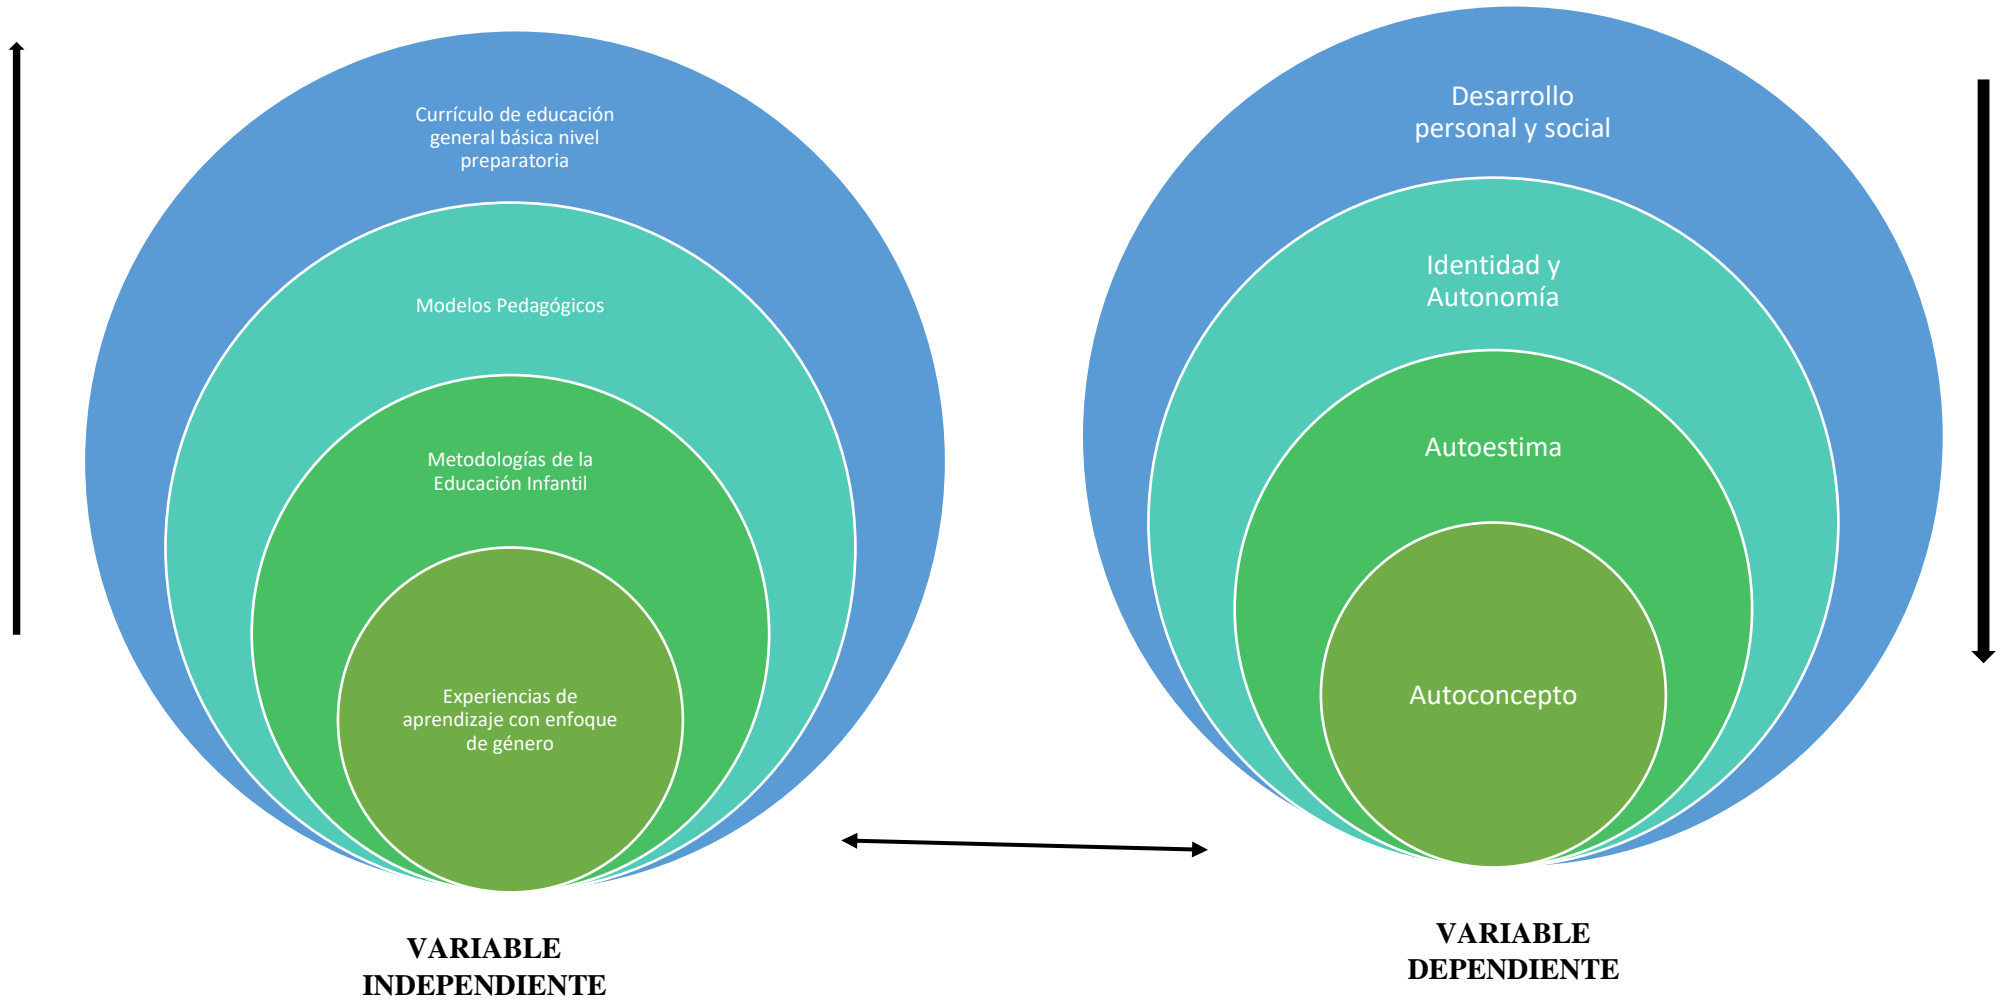 Currículo de educación
general básica nivel
preparatoria
Modelos Pedagógicos
Metodologías de la
Educación Infantil
Experiencias de
aprendizaje con enfoque
de género
VARIABLE
INDEPENDIENTE
Desarrollo
personal y social
Identidad y
Autonomía
Autoestima
Autoconcepto
VARIABLE
DEPENDIENTE